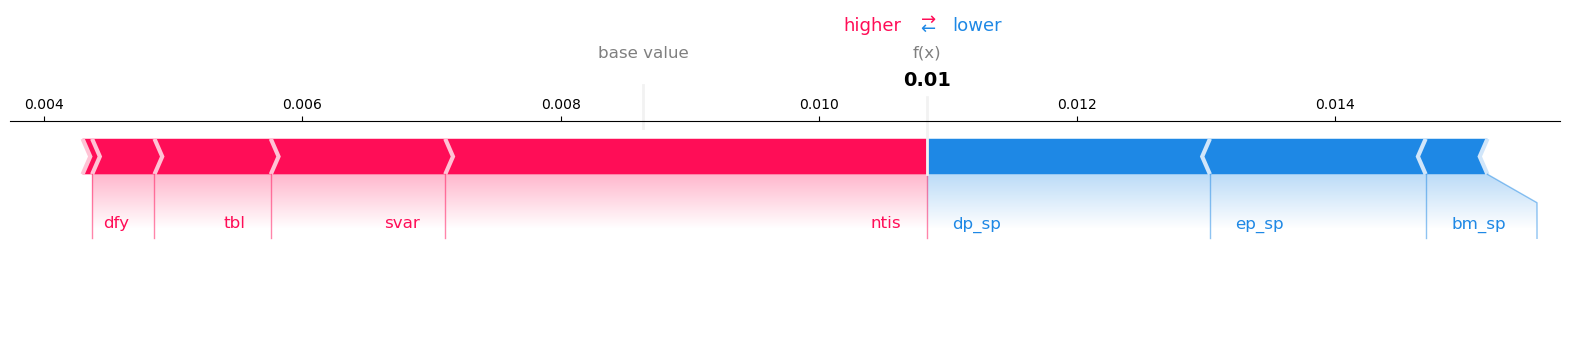 higher ⇄ lower
base value f(x)
0.01
0.004 0.006 0.008 0.010 0.012 0.014
dfy tbl svar ntis dp_sp ep_sp bm_sp